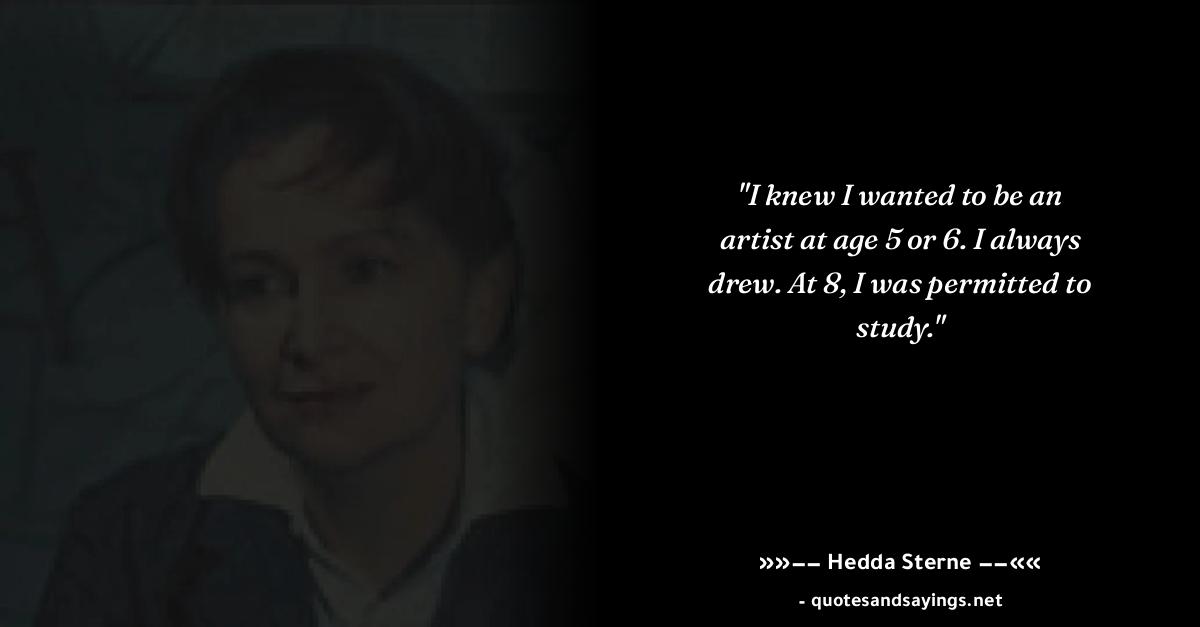 "I knew I wanted to be an
artist at age 5 or 6. I always
drew. At 8, I was permitted to
study."
»»–– Hedda Sterne ––««
- quotesandsayings.net